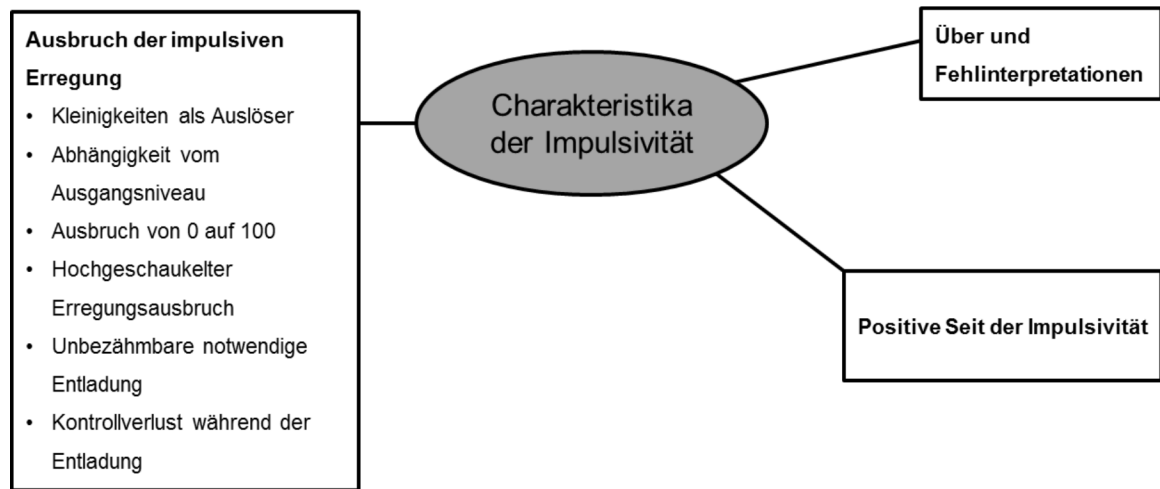 Ausbruch der impulsiven
Erregung
• Kleinigkeiten als Auslöser
• Abhängigkeit vom
Ausgangsniveau
• Ausbruch von 0 auf 100
• Hochgeschaukelter
Erregungsausbruch
• Unbezähmbare notwendige
Entladung
• Kontrollverlust während der
Entladung
Charakteristika
der Impulsivität
Über und
Fehlinterpretationen
Positive Seit der Impulsivität